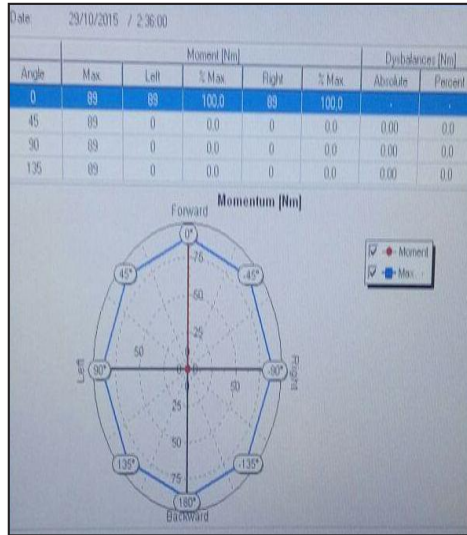 Date: 29/10/2015 / 2:36:00
Moment [Nm] Dysbalances [Nm]
Angle Max. Left % Max. Right % Max. Absolute Percent
0 89 89 100,0 89 100,0 - -
45 89 0 0.0 0 0.0 0.00 0.0
90 89 0 0.0 0 0.0 0.00 0.0
135 89 0 0.0 0 0.0 0.00 0.0
Momentum [Nm]
Forward
0°
Moment
Max.
75
45° -45°
50
25
50
Left 90° 0 0 -90° Right
0
50
25
50
135° -135°
75
180°
Backward